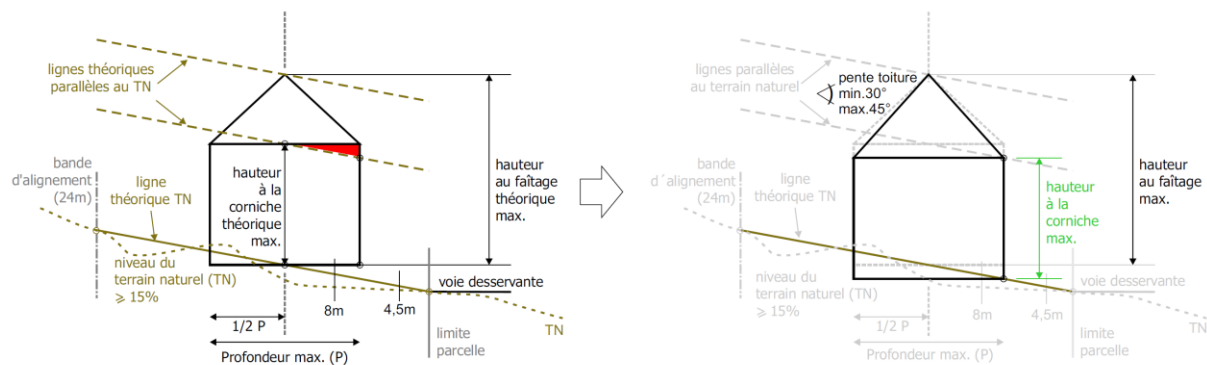 lignes théoriques
parallèles au TN
bande
d'alignement
(24m)
ligne
théorique TN
hauteur
à la
corniche
théorique
max.
hauteur
au faîtage
théorique
max.
niveau du
terrain naturel (TN)
⩾ 15%
8m
4,5m
voie desservante
TN
1/2 P
limite
parcelle
Profondeur max. (P)
lignes parallèles
au terrain naturel
pente toiture
min.30°
max.45°
bande
d´alignement
(24m)
ligne
théorique TN
hauteur
à la
corniche
max.
hauteur
au faîtage
max.
niveau du
terrain naturel (TN)
⩾ 15%
8m
4,5m
voie desservante
TN
1/2 P
limite
parcelle
Profondeur max. (P)